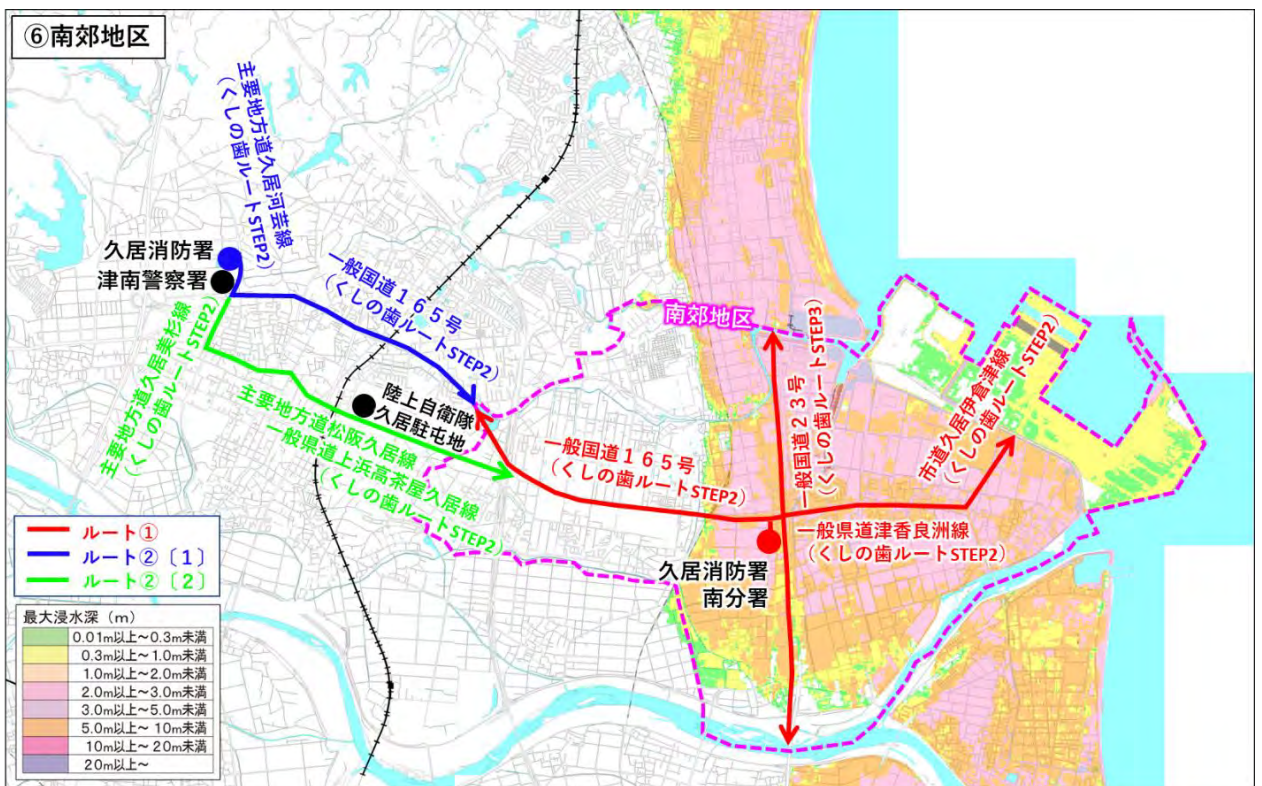 ⑥南郊地区
主要地方道久居河芸線
（くしの歯ルートSTEP2）
久居消防署
津南警察署
一般国道１６５号
（くしの歯ルートSTEP2）
南郊地区
主要地方道久居美杉線
（くしの歯ルートSTEP2）
陸上自衛隊
久居駐屯地
主要地方道松阪久居線
一般県道上浜高茶屋久居線
（くしの歯ルートSTEP2）
一般国道１６５号
（くしの歯ルートSTEP2）
一般国道２３号
（くしの歯ルートSTEP3）
市道久居伊倉津線
（くしの歯ルートSTEP2）
一般県道津香良洲線
（くしの歯ルートSTEP2）
久居消防署
南分署
ルート①
ルート②〔１〕
ルート②〔２〕
最大浸水深（m）
0.01m以上～0.3m未満
0.3m以上～1.0m未満
1.0m以上～2.0m未満
2.0m以上～3.0m未満
3.0m以上～5.0m未満
5.0m以上～10m未満
10m以上～20m未満
20m以上～